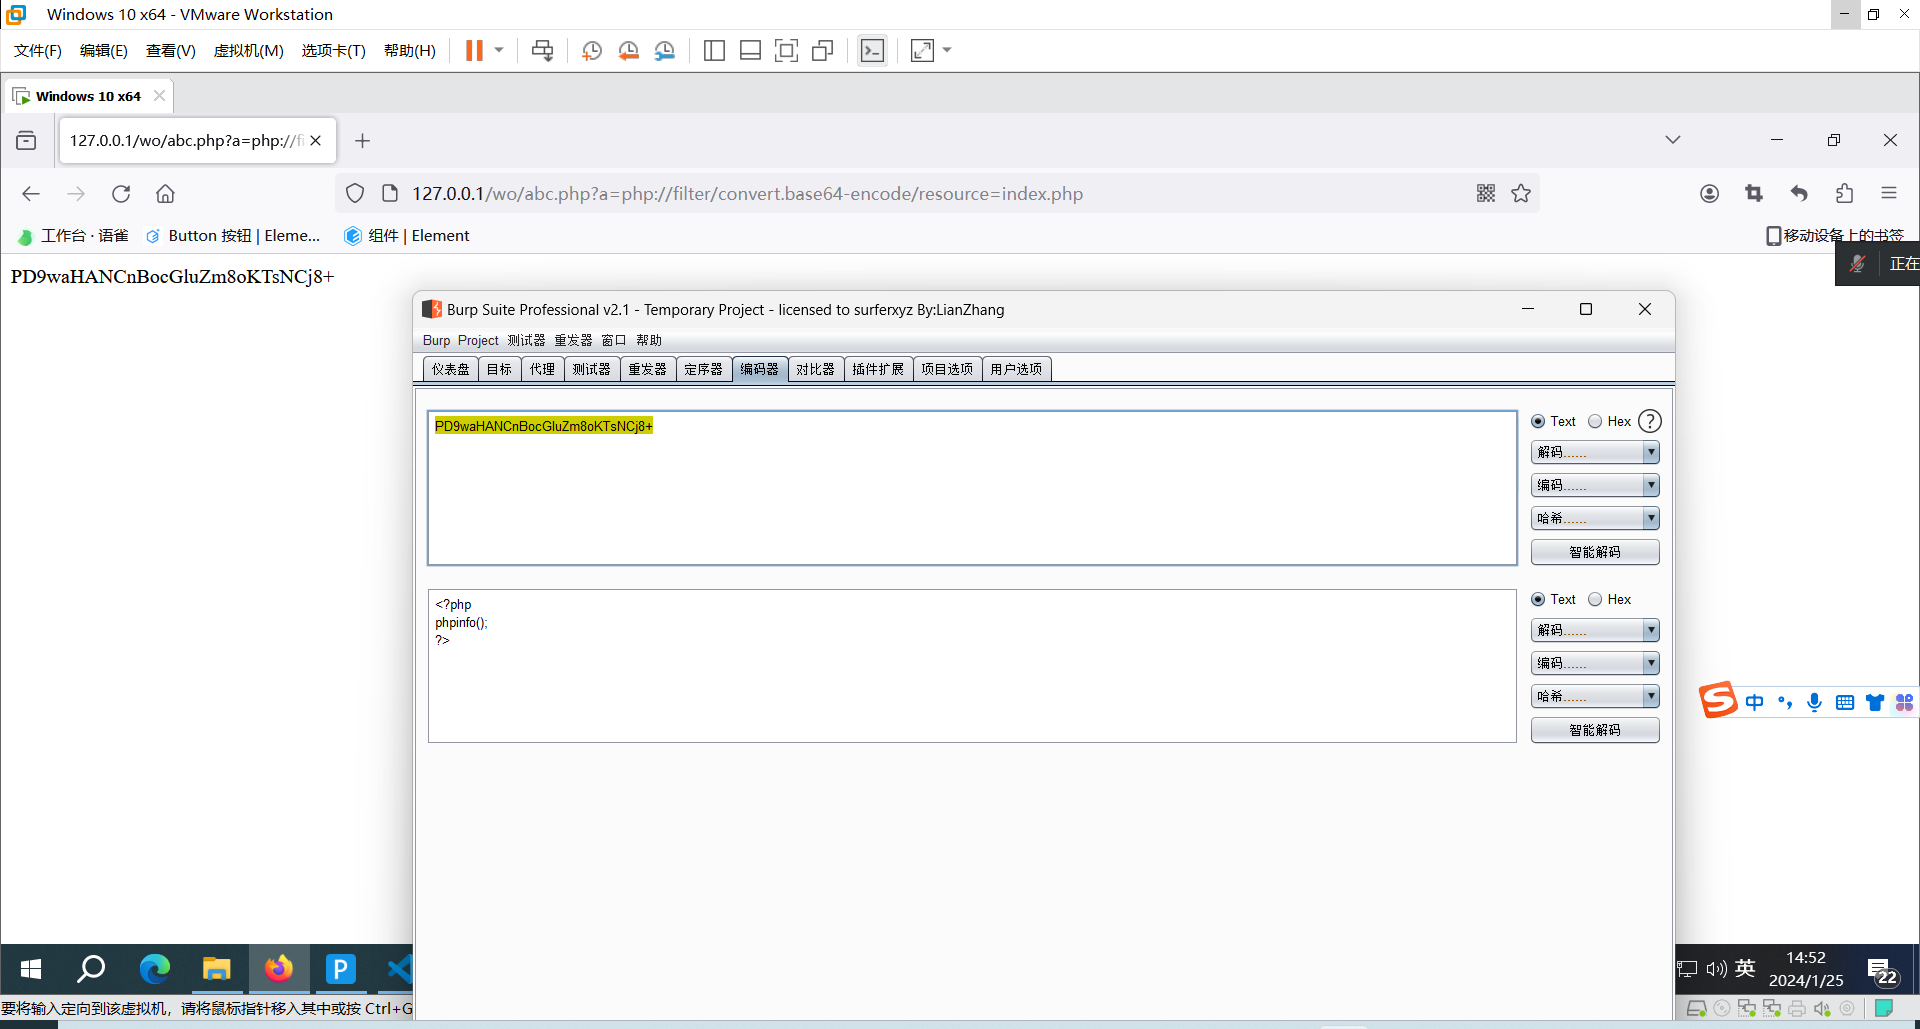 Windows 10 x64 - VMware Workstation
文件(F) 编辑(E) 查看(V) 虚拟机(M) 选项卡(T) 帮助(H)
Windows 10 x64
127.0.0.1/wo/abc.php?a=php://fi
127.0.0.1/wo/abc.php?a=php://filter/convert.base64-encode/resource=index.php
工作台 · 语雀 Button 按钮 | Eleme... 组件 | Element 移动设备上的书签
正在
PD9waHANCnBocGluZm8oKTsNCj8+
Burp Suite Professional v2.1 - Temporary Project - licensed to surferxyz By:LianZhang
Burp Project 测试器 重发器 窗口 帮助
仪表盘 目标 代理 测试器 重发器 定序器 编码器 对比器 插件扩展 项目选项 用户选项
PD9waHANCnBocGluZm8oKTsNCj8+
Text Hex ?
解码......
编码......
哈希......
智能解码
<?php
phpinfo();
?>
Text Hex
解码......
编码......
哈希......
智能解码
S 中
P
英
14:52
2024/1/25
22
要将输入定向到该虚拟机，请将鼠标指针移入其中或按 Ctrl+G